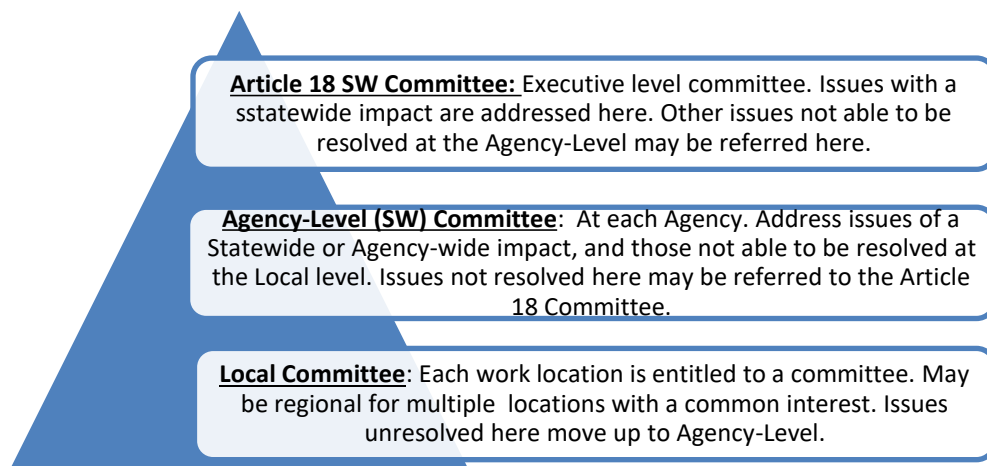 Article 18 SW Committee: Executive level committee. Issues with a
sstatewide impact are addressed here. Other issues not able to be
resolved at the Agency-Level may be referred here.
Agency-Level (SW) Committee:  At each Agency. Address issues of a
Statewide or Agency-wide impact, and those not able to be resolved at
the Local level. Issues not resolved here may be referred to the Article
18 Committee.
Local Committee: Each work location is entitled to a committee. May
be regional for multiple  locations with a common interest. Issues
unresolved here move up to Agency-Level.